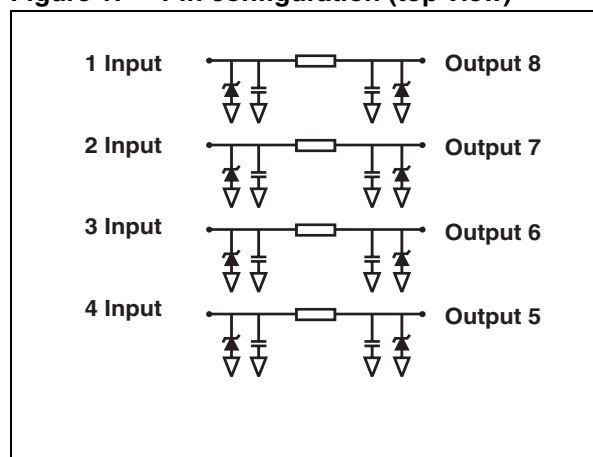 Figure 1. Pin configuration (top view)
1 Input Output 8
2 Input Output 7
3 Input Output 6
4 Input Output 5